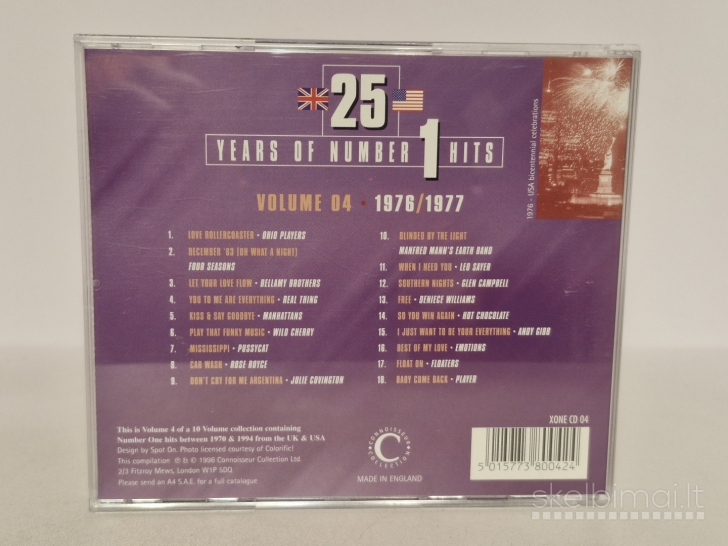 25
YEARS OF NUMBER 1 HITS
VOLUME 04 • 1976/1977
1976 - USA bicentennial celebrations
1. LOVE ROLLERCOASTER • OHIO PLAYERS
2. DECEMBER '63 (OH WHAT A NIGHT)
FOUR SEASONS
3. LET YOUR LOVE FLOW • BELLAMY BROTHERS
4. YOU TO ME ARE EVERYTHING • REAL THING
5. KISS & SAY GOODBYE • MANHATTANS
6. PLAY THAT FUNKY MUSIC • WILD CHERRY
7. MISSISSIPPI • PUSSYCAT
8. CAR WASH • ROSE ROYCE
9. DON'T CRY FOR ME ARGENTINA • JULIE COVINGTON
10. BLINDED BY THE LIGHT
MANFRED MANN'S EARTH BAND
11. WHEN I NEED YOU • LEO SAYER
12. SOUTHERN NIGHTS • GLEN CAMPBELL
13. FREE • DENIECE WILLIAMS
14. SO YOU WIN AGAIN • HOT CHOCOLATE
15. I JUST WANT TO BE YOUR EVERYTHING • ANDY GIBB
16. BEST OF MY LOVE • EMOTIONS
17. FLOAT ON • FLOATERS
18. BABY COME BACK • PLAYER
This is Volume 4 of a 10 Volume collection containing
Number One hits between 1970 & 1994 from the UK & USA
Design by Spot On. Photo licensed courtesy of Colorific!
This compilation ℗ & © 1996 Connoisseur Collection Ltd.
2/3 Fitzroy Mews, London W1P 5DQ
Please send an A4 S.A.E. for a full catalogue
CONNOISSEUR
C
COLLECTION
MADE IN ENGLAND
XONE CD 04
5 015773 800424
skelbimai.lt